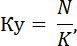 Ку = N/K,